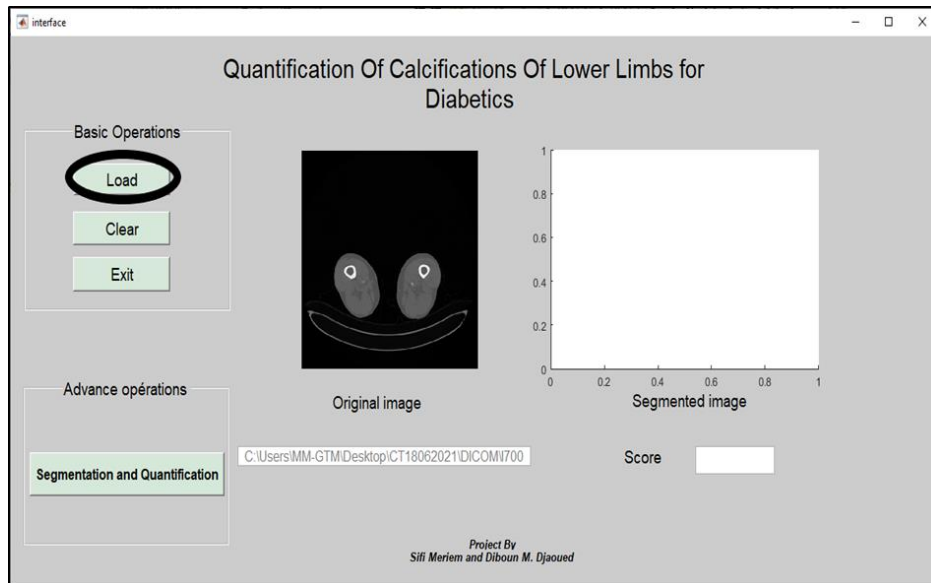 interface
Quantification Of Calcifications Of Lower Limbs for
Diabetics
Basic Operations
Load
Clear
Exit
Original image
1
0.8
0.6
0.4
0.2
0
0 0.2 0.4 0.6 0.8 1
Segmented image
Advance opérations
Segmentation and Quantification
C:\Users\MM-GTM\Desktop\CT18062021\DICOM\I700
Score
Project By
Sifi Meriem and Diboun M. Djaoued